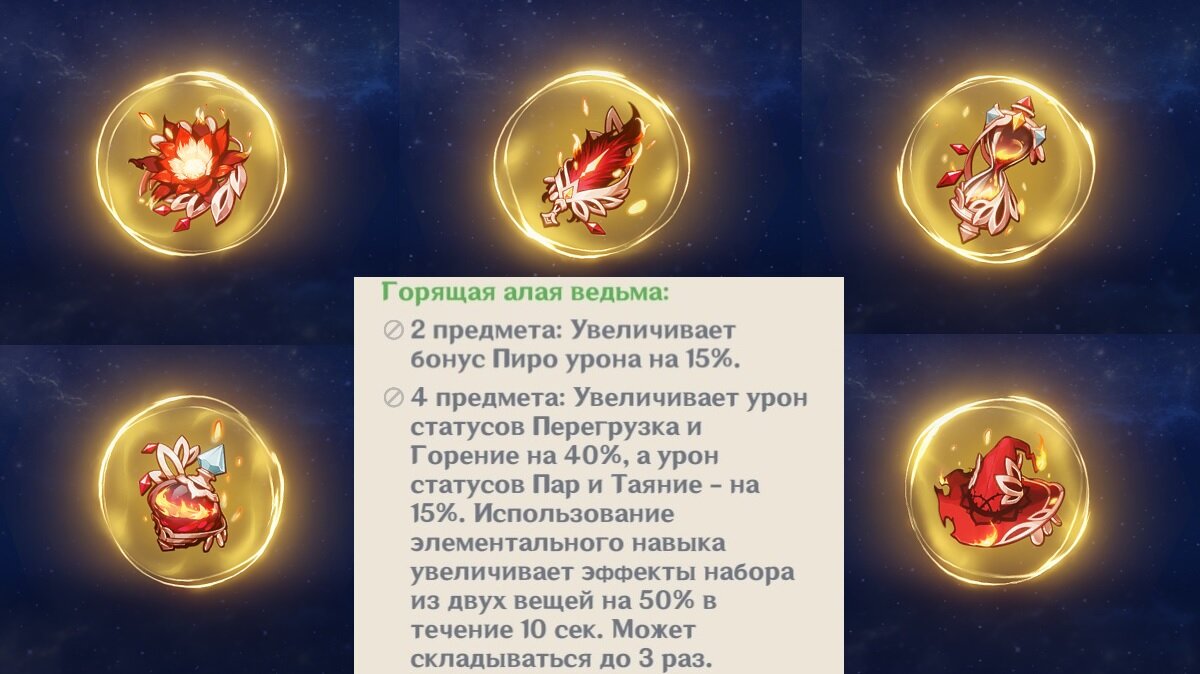 Горящая алая ведьма:
2 предмета: Увеличивает
бонус Пиро урона на 15%.
4 предмета: Увеличивает урон
статусов Перегрузка и
Горение на 40%, а урон
статусов Пар и Таяние – на
15%. Использование
элементального навыка
увеличивает эффекты набора
из двух вещей на 50% в
течение 10 сек. Может
складываться до 3 раз.